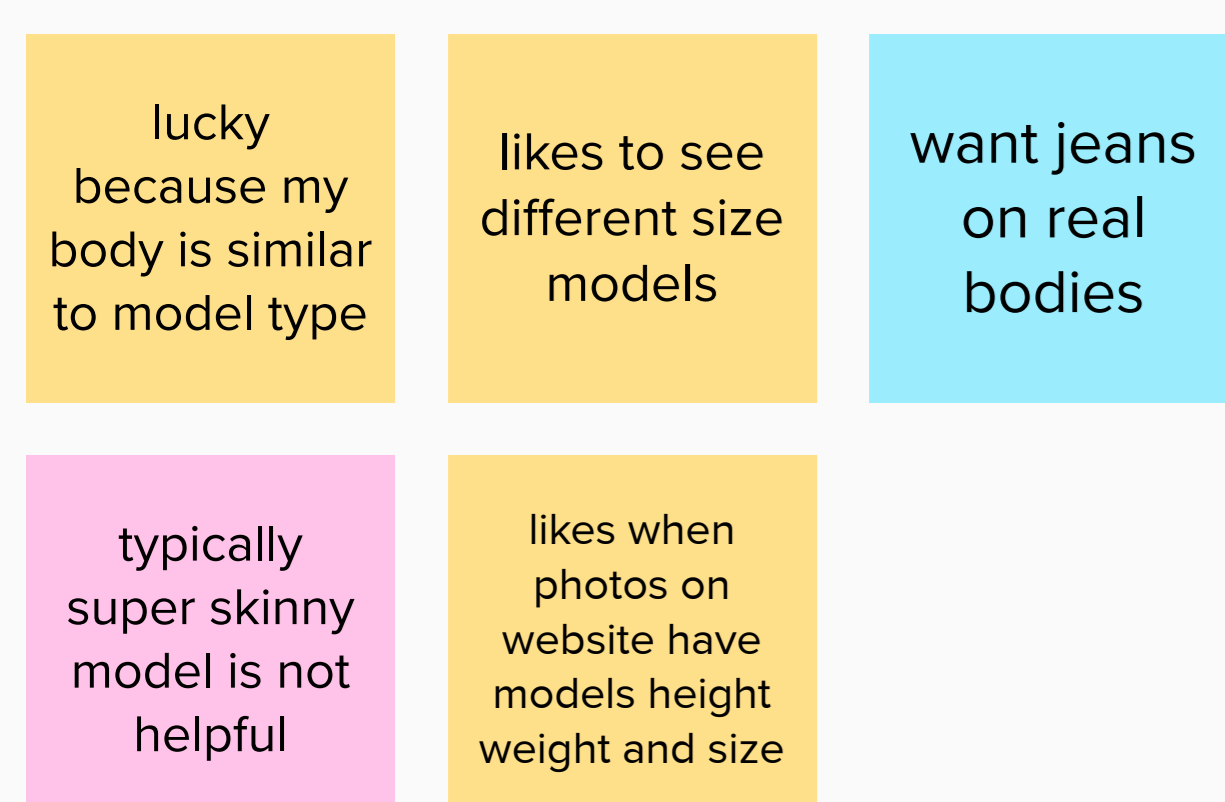 lucky
because my
body is similar
to model type
likes to see
different size
models
want jeans
on real
bodies
typically
super skinny
model is not
helpful
likes when
photos on
website have
models height
weight and size